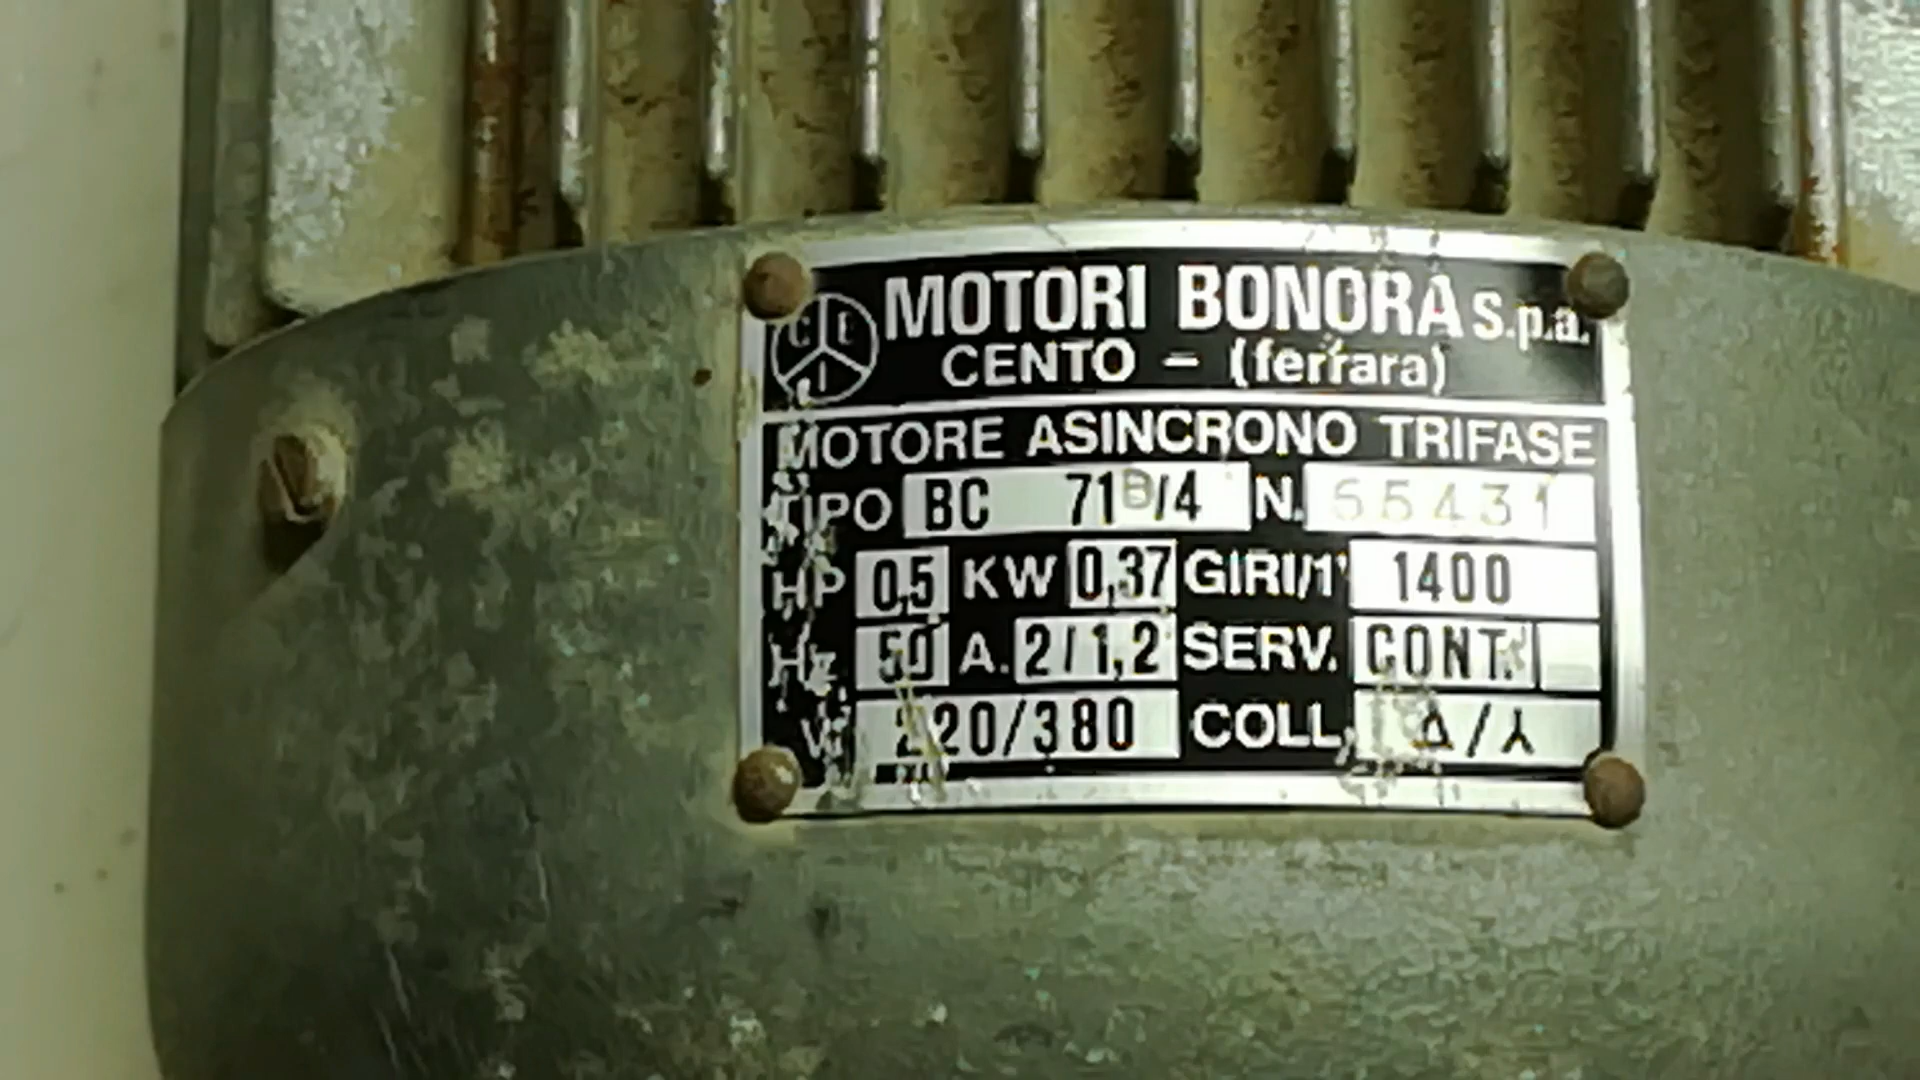 MOTORI BONORA S.p.a.
CEI
CENTO - (ferrara)
MOTORE ASINCRONO TRIFASE
TIPO BC 71B/4 N.
HP 0,5 KW 0,37 GIRI/1' 1400
Hz 50 A. 2/1,2 SERV. CONT.
V. 220/380 COLL. Δ/⅄